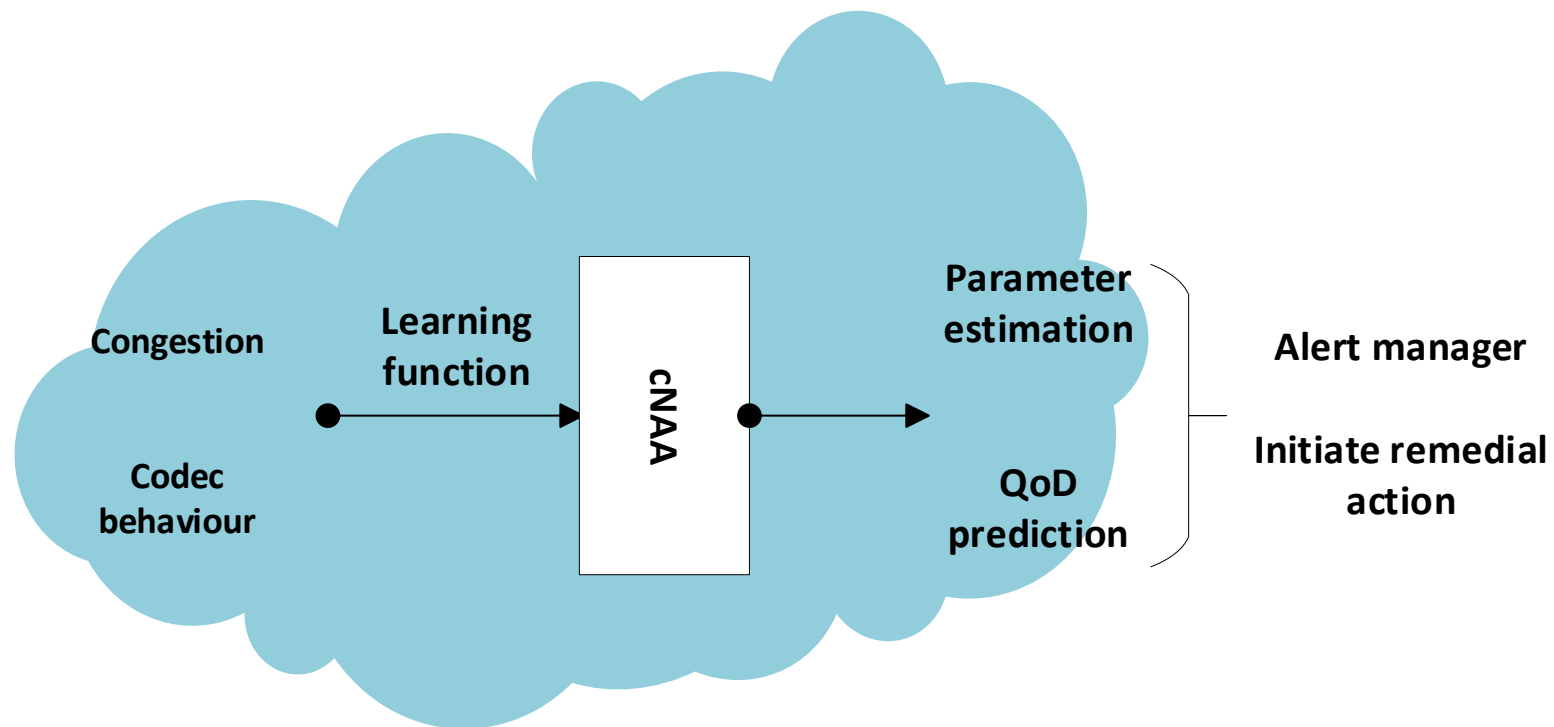 Congestion
Codec
behaviour
Learning
function
cNAA
Parameter
estimation
QoD
prediction
Alert manager
Initiate remedial
action